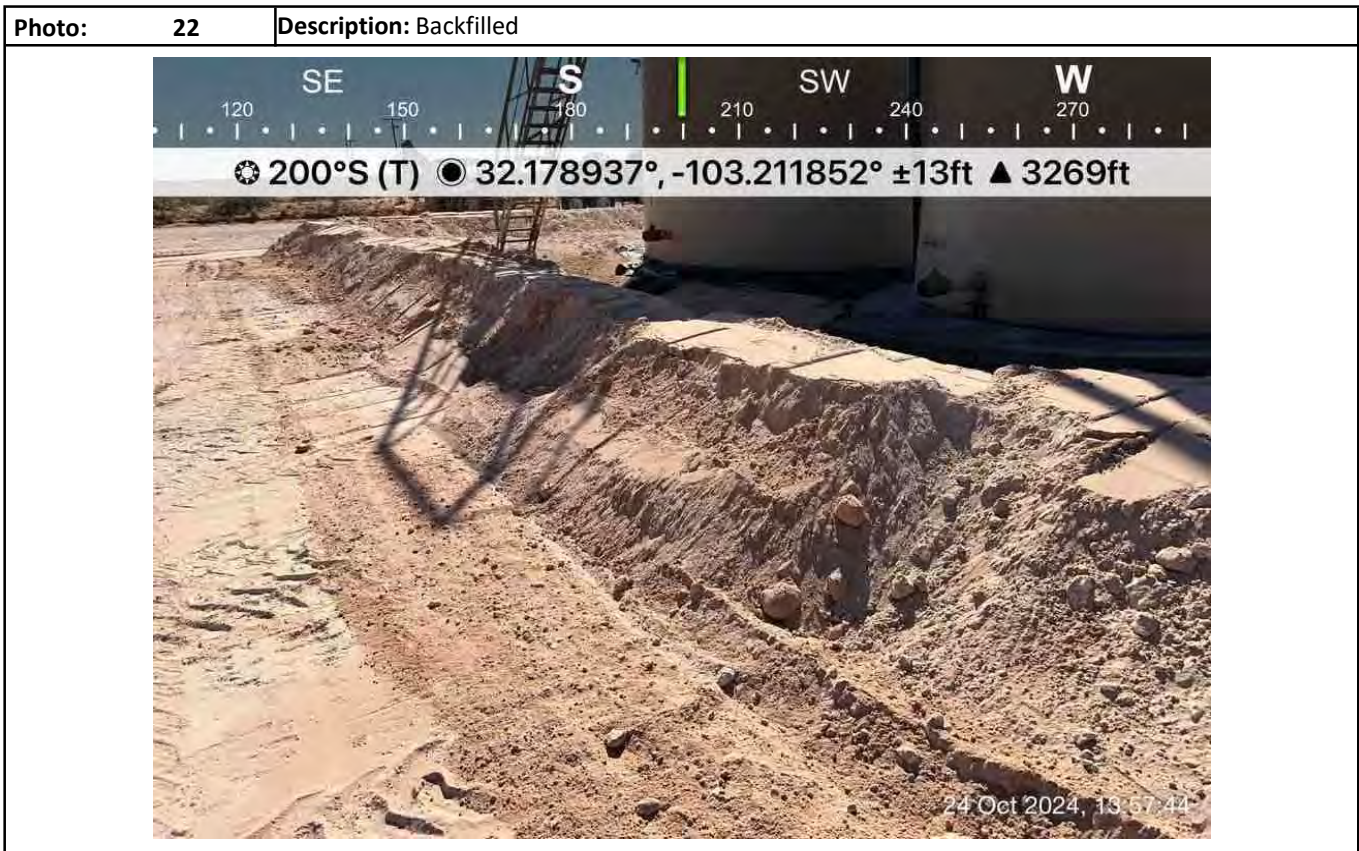 Photo: 22 Description: Backfilled
SE S SW W
120 150 180 210 240 270
200°S (T) 32.178937°, -103.211852° ±13ft ▲ 3269ft
24 Oct 2024, 13:57:44